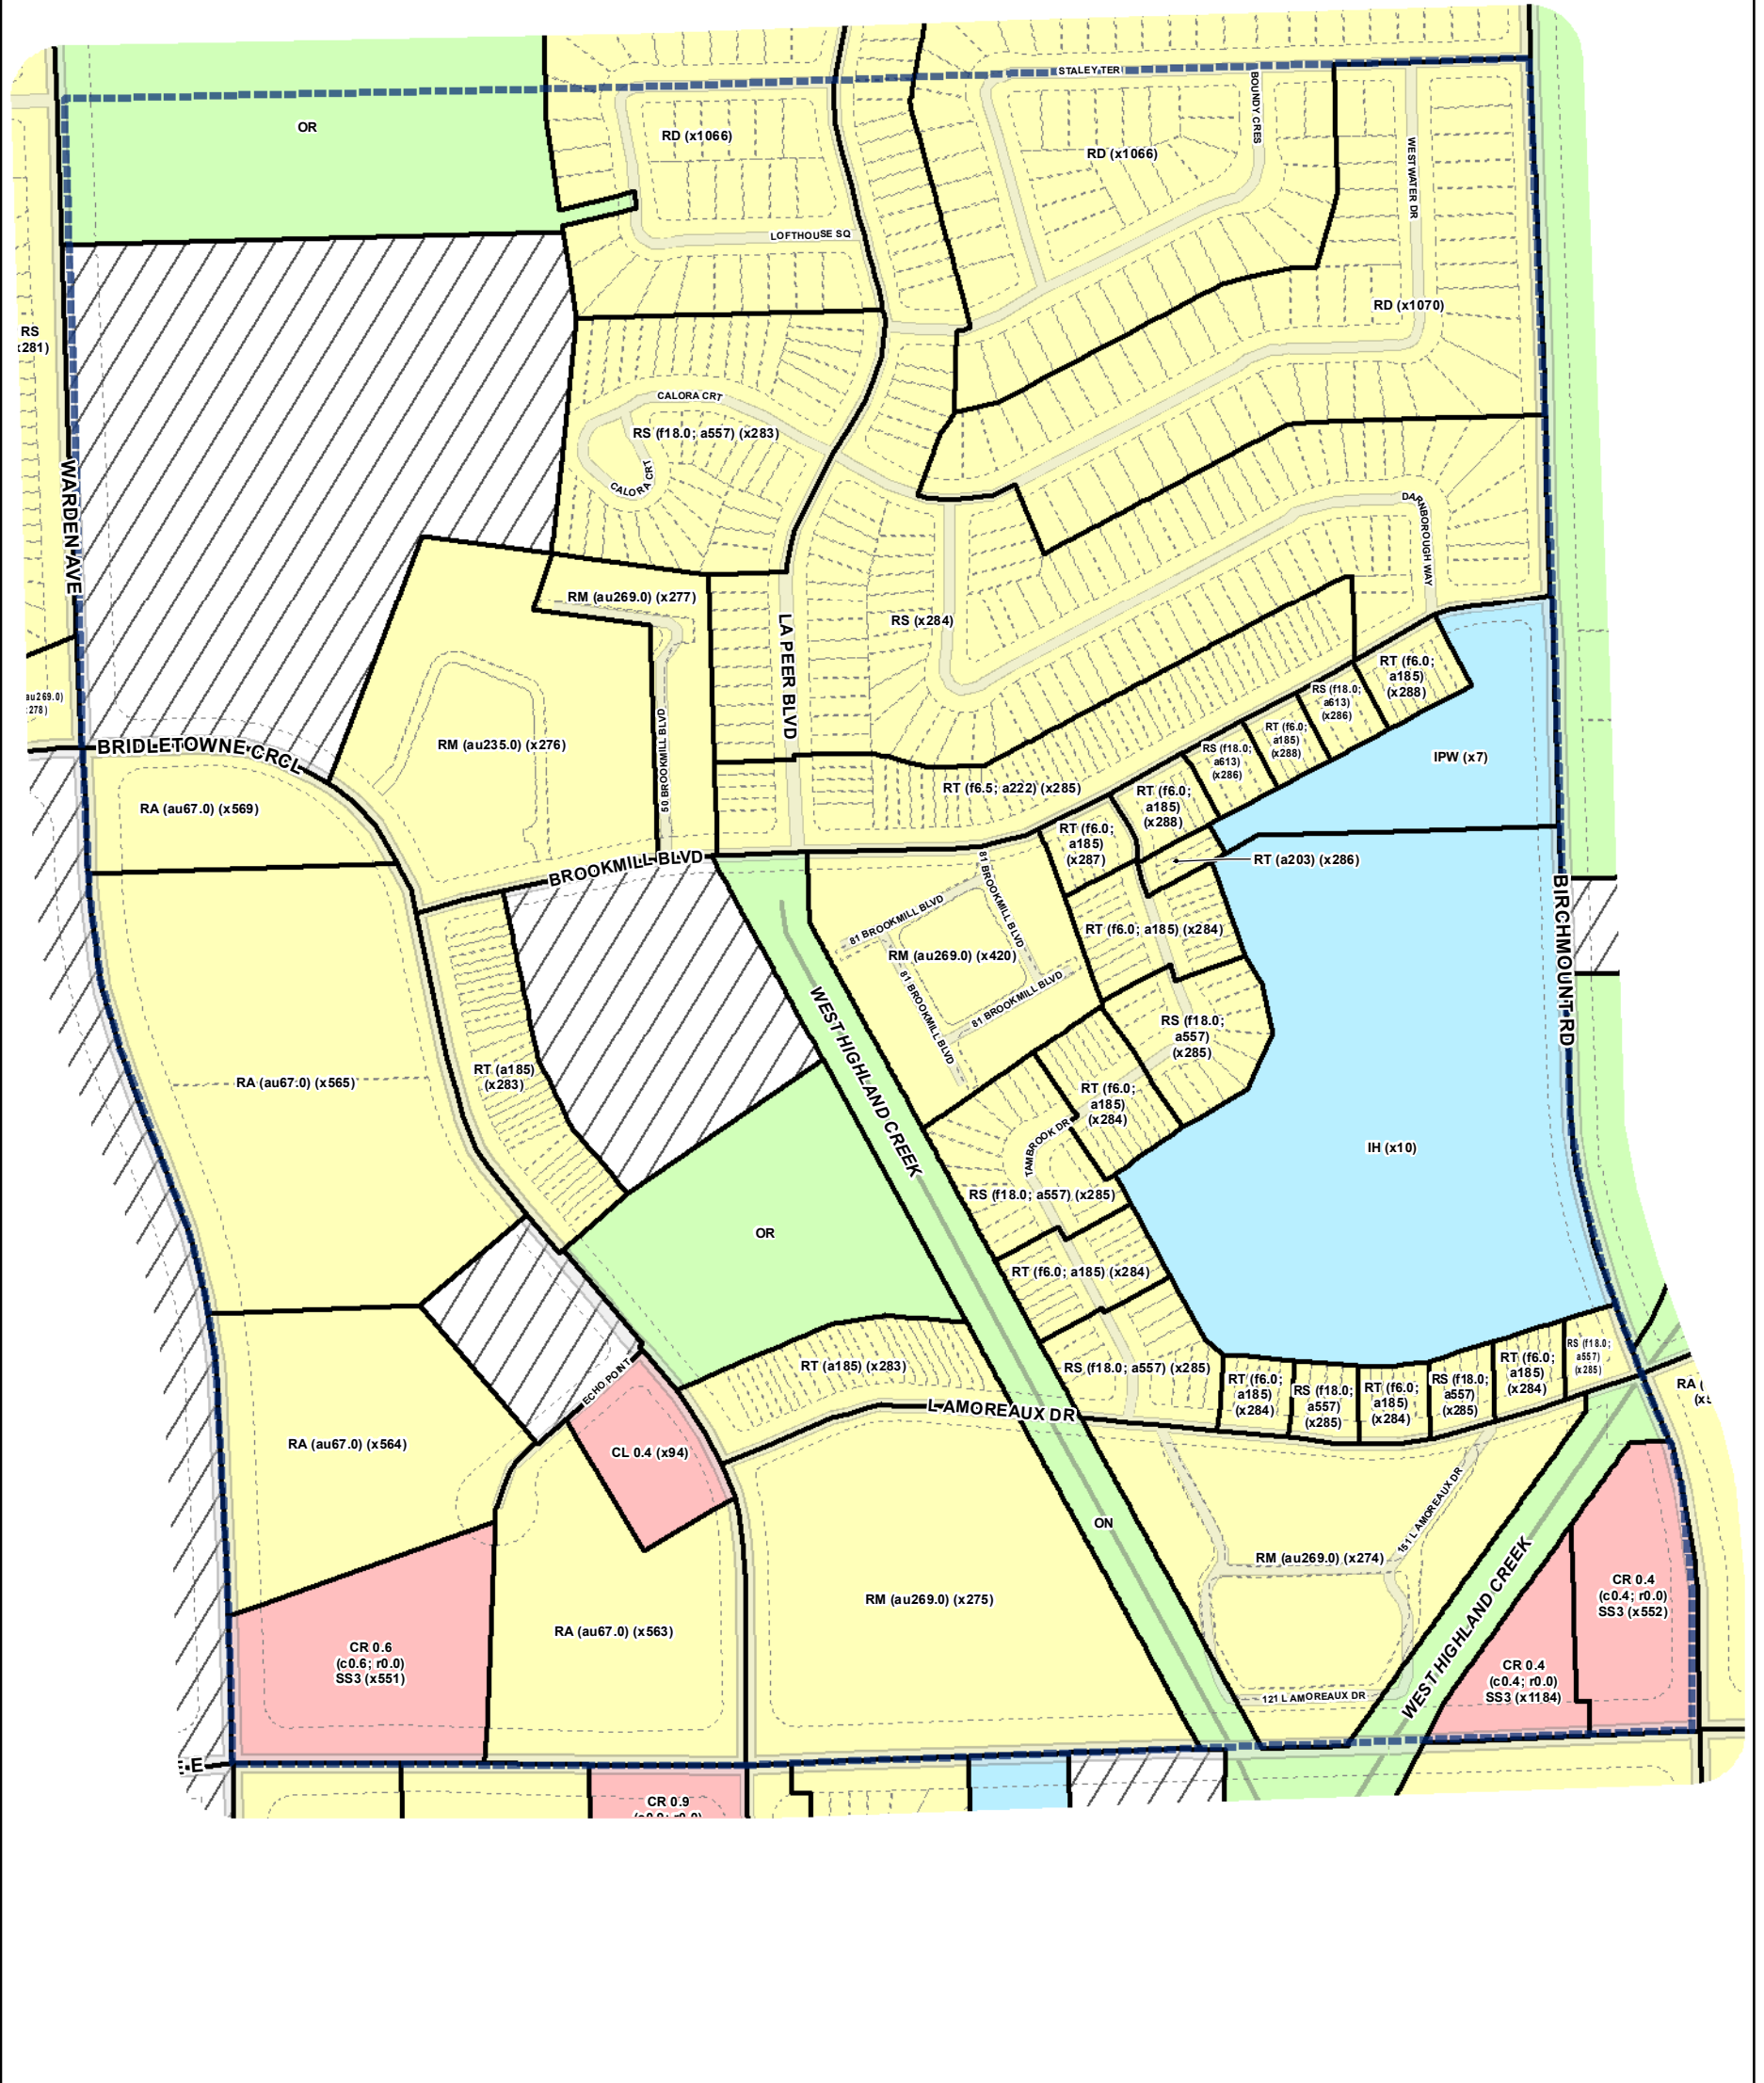 STALEY TER
OR
RD (x1066)
RD (x1066)
BOUNDY CRES
WESTWATER DR
LOFTHOUSE SQ
RD (x1070)
RS
x281)
CALORA CRT
RS (f18.0; a557) (x283)
CALORA CRT
WARDEN AVE
DARNBOROUGH WAY
RM (au269.0) (x277)
LAPEER BLVD
RS (x284)
au269.0)
278)
RT (f6.0;
a185)
(x288)
RS (f18.0;
a613)
(x286)
RT (f6.0;
a185)
(x288)
RS (f18.0;
a613)
(x286)
RT (f6.0;
a185)
(x288)
IPW (x7)
BRIDLETOWNE CRCL
RM (au235.0) (x276)
50 BROOKMILL BLVD
RT (f6.5; a222) (x285)
RA (au67.0) (x569)
RT (f6.0;
a185)
(x287)
RT (a203) (x286)
BROOKMILL BLVD
81 BROOKMILL BLVD
81 BROOKMILL BLVD
BIRCHMOUNT RD
RT (f6.0; a185) (x284)
RM (au269.0) (x420)
81 BROOKMILL BLVD
81 BROOKMILL BLVD
WEST HIGHLAND CREEK
RS (f18.0;
a557)
(x285)
RT (a185)
(x283)
RA (au67.0) (x565)
RT (f6.0;
a185)
(x284)
TAMBROOK DR
IH (x10)
RS (f18.0; a557) (x285)
OR
RT (f6.0; a185) (x284)
RT (a185) (x283)
RS (f18.0; a557) (x285)
RT (f6.0;
a185)
(x284)
RS (f18.0;
a557)
(x285)
RT (f6.0;
a185)
(x284)
RS (f18.0;
a557)
(x285)
RT (f6.0;
a185)
(x284)
RS (f18.0;
a557)
(x285)
RA (
ECHO POINT
L AMOREAUX DR
RA (au67.0) (x564)
CL 0.4 (x94)
ON
151 L AMOREAUX DR
RM (au269.0) (x274)
WEST HIGHLAND CREEK
RM (au269.0) (x275)
RA (au67.0) (x563)
CR 0.4
(c0.4; r0.0)
SS3 (x552)
CR 0.6
(c0.6; r0.0)
SS3 (x551)
CR 0.4
(c0.4; r0.0)
SS3 (x1184)
121 L AMOREAUX DR
E
CR 0.9